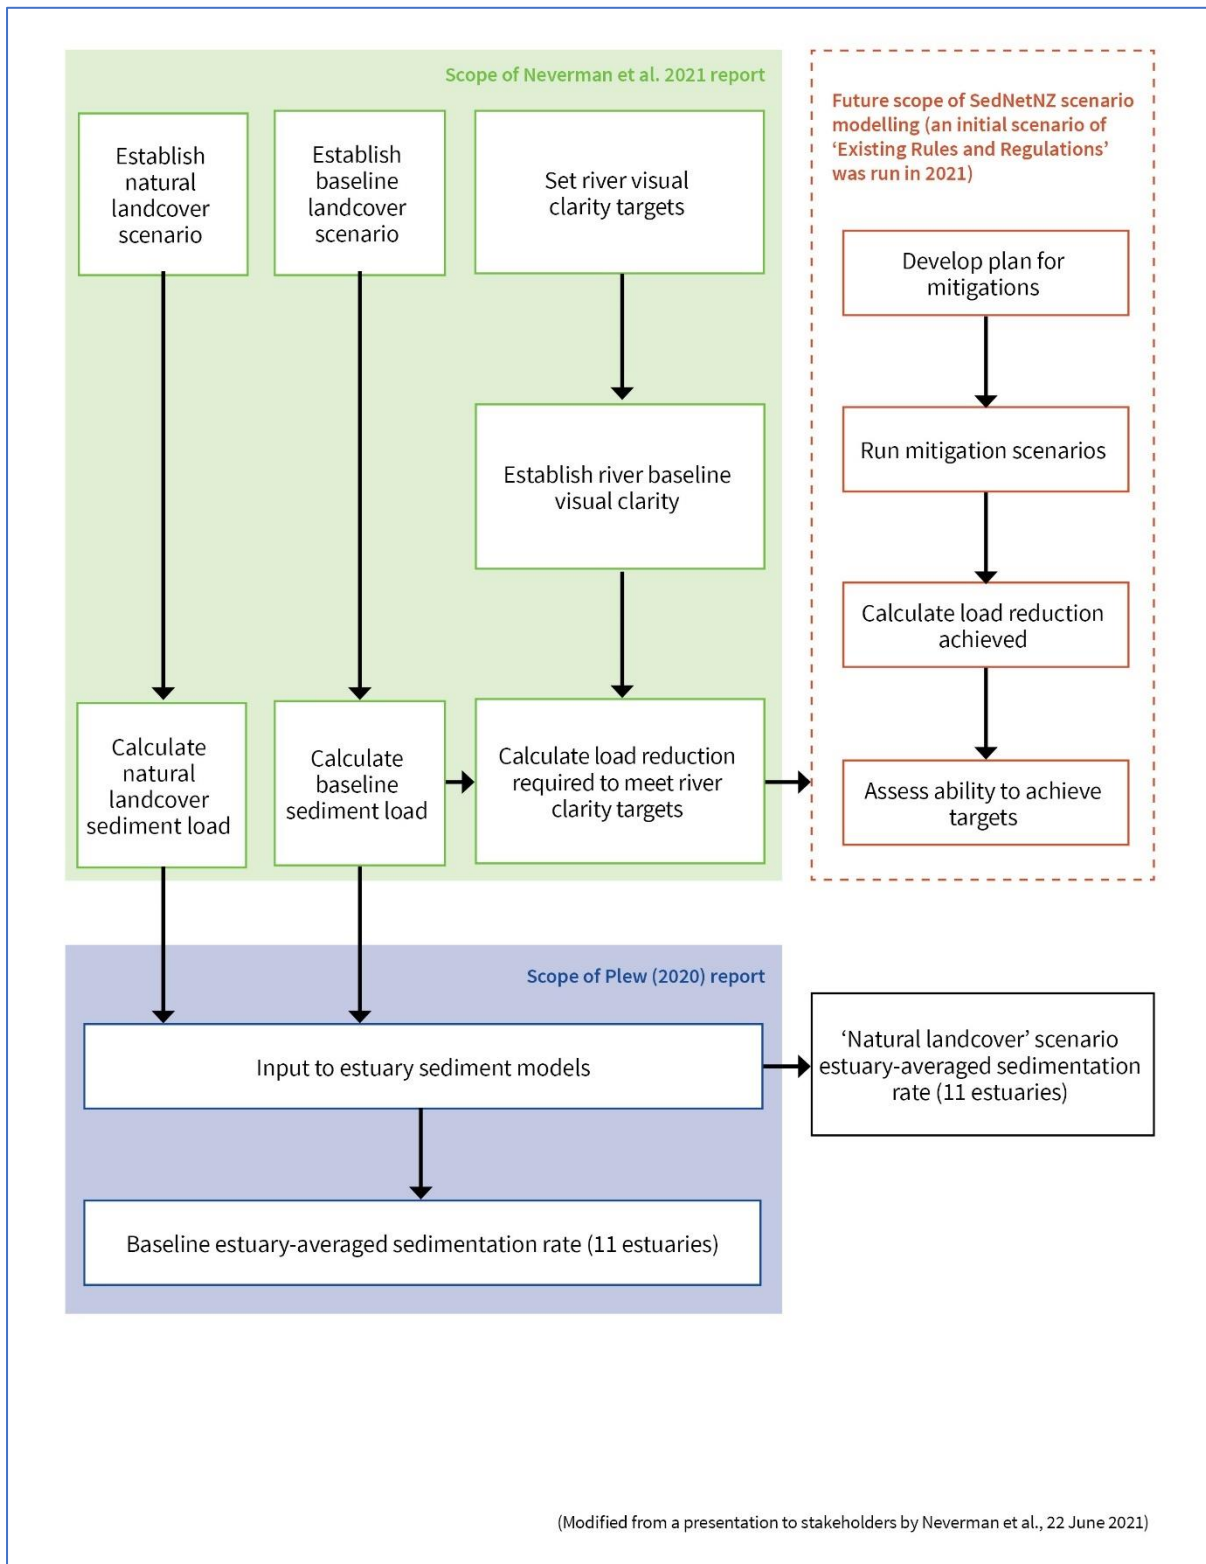 Scope of Neverman et al. 2021 report
Establish
natural
landcover
scenario
Establish
baseline
landcover
scenario
Set river visual
clarity targets
Establish river baseline
visual clarity
Calculate
natural
landcover
sediment load
Calculate
baseline
sediment load
Calculate load reduction
required to meet river
clarity targets
Future scope of SedNetNZ scenario
modelling (an initial scenario of
‘Existing Rules and Regulations’
was run in 2021)
Develop plan for
mitigations
Run mitigation scenarios
Calculate load reduction
achieved
Assess ability to achieve
targets
Scope of Plew (2020) report
Input to estuary sediment models
Baseline estuary-averaged sedimentation rate (11 estuaries)
‘Natural landcover’ scenario
estuary-averaged sedimentation
rate (11 estuaries)
(Modified from a presentation to stakeholders by Neverman et al., 22 June 2021)